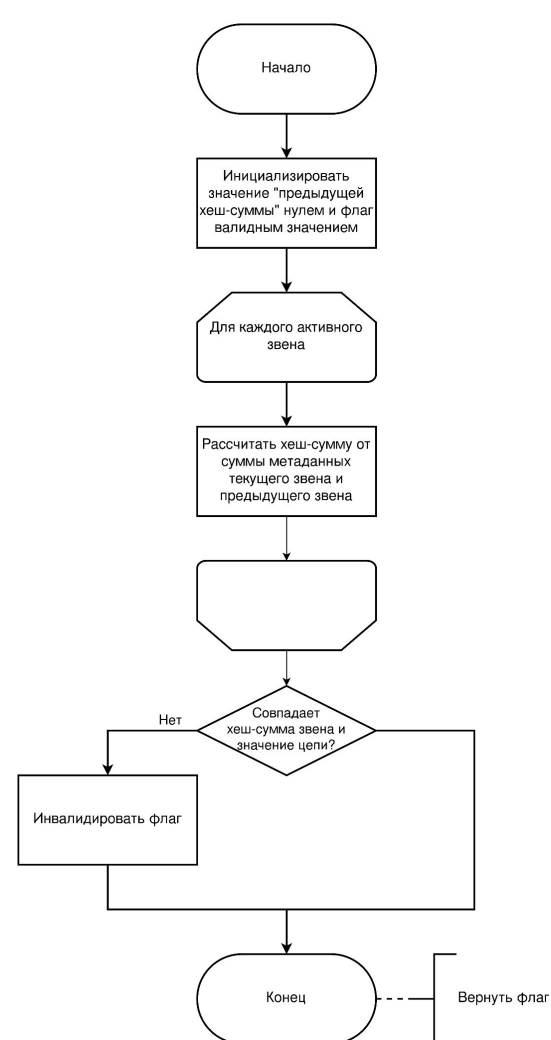 Начало
Инициализировать
значение "предыдущей
хеш-суммы" нулем и флаг
валидным значением
Для каждого активного
звена
Рассчитать хеш-сумму от
суммы метаданных
текущего звена и
предыдущего звена
Совпадает
хеш-сумма звена и
значение цепи?
Нет
Инвалидировать флаг
Конец
Вернуть флаг